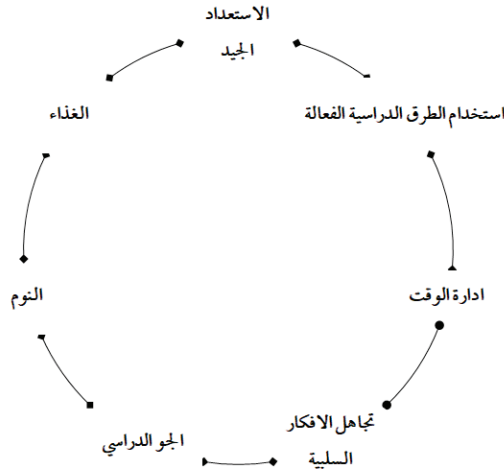 الاستعداد
الجيد
استخدام الطرق الدراسية الفعالة
ادارة الوقت
تجاهل الافكار
السلبية
الجو الدراسي
النوم
الغذاء